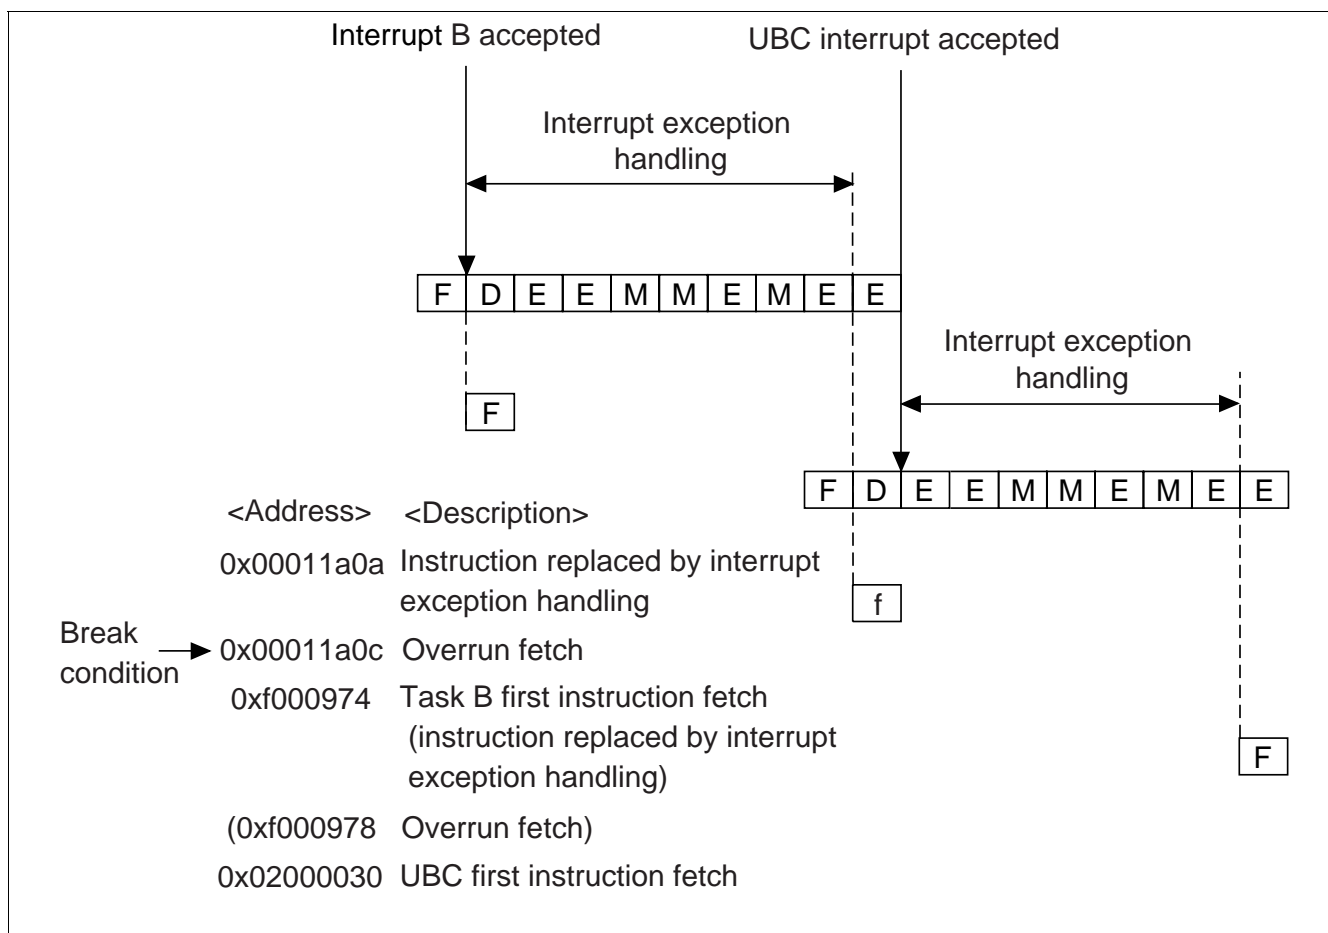 Interrupt B accepted
UBC interrupt accepted
Interrupt exception
handling
F D E E M M E M E E
Interrupt exception
handling
F
F D E E M M E M E E
<Address> <Description>
0x00011a0a Instruction replaced by interrupt
exception handling
f
Break
condition
0x00011a0c Overrun fetch
0xf000974 Task B first instruction fetch
(instruction replaced by interrupt
exception handling)
F
(0xf000978 Overrun fetch)
0x02000030 UBC first instruction fetch